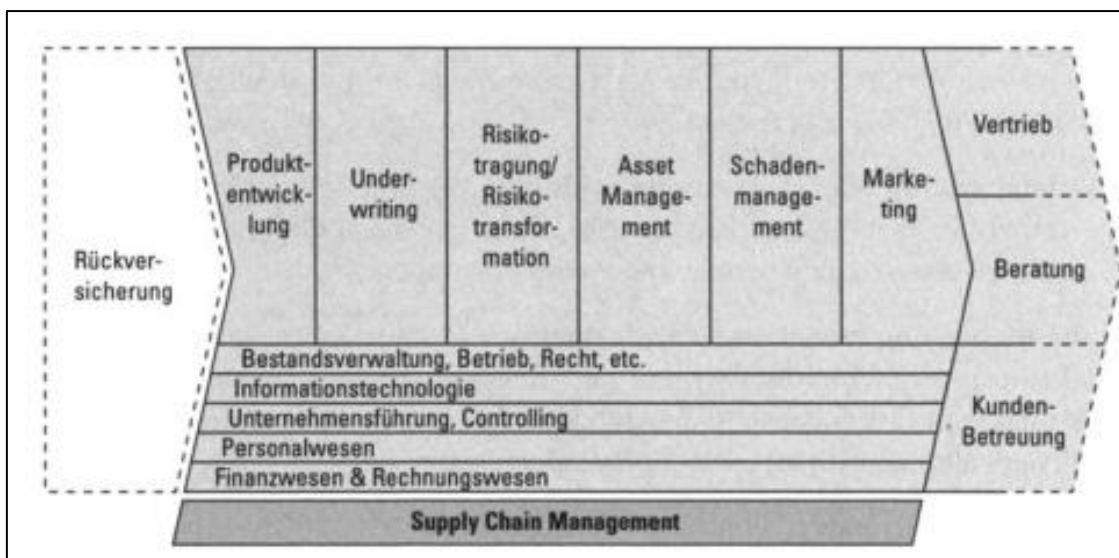 Rückver-
sicherung
Produkt-
entwick-
lung
Under-
writing
Risiko-
tragung/
Risiko-
transfor-
mation
Asset
Manage-
ment
Schaden-
manage-
ment
Marke-
ting
Vertrieb
Beratung
Kunden-
Betreuung
Bestandsverwaltung, Betrieb, Recht, etc.
Informationstechnologie
Unternehmensführung, Controlling
Personalwesen
Finanzwesen & Rechnungswesen
Supply Chain Management